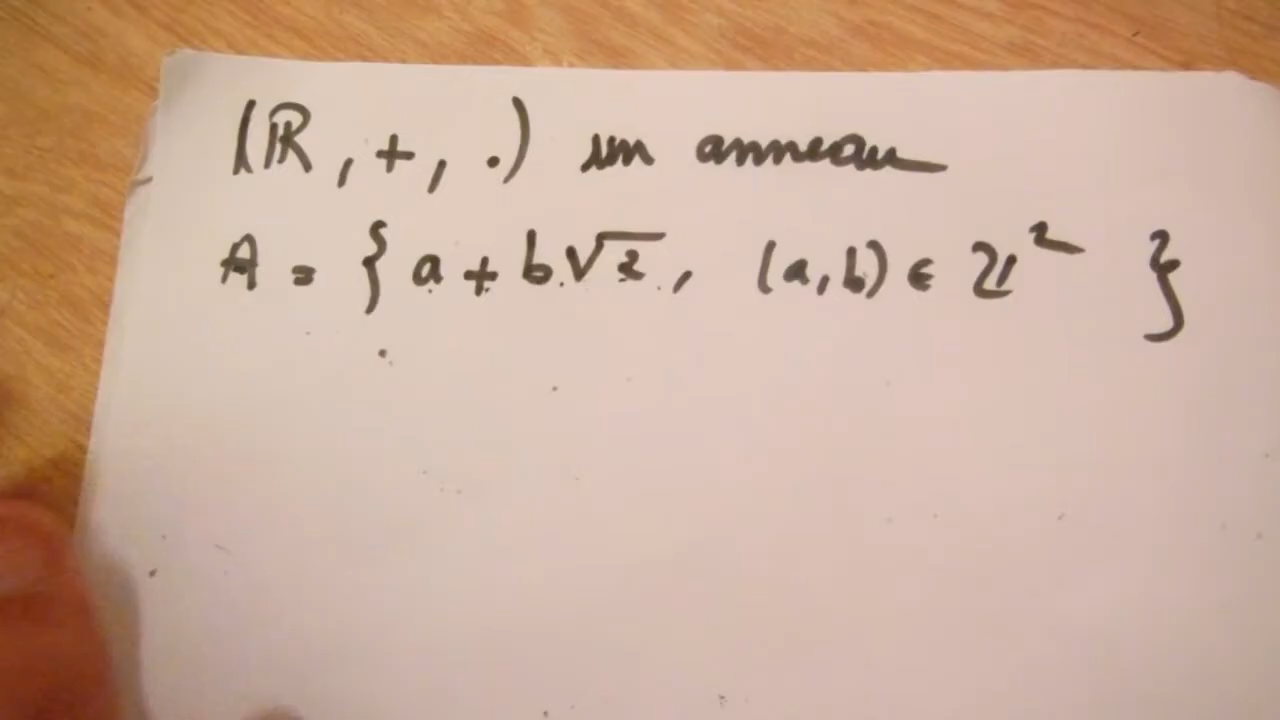 (ℝ, +, .) un anneau
A = { a + b√2, (a,b) ∈ ℤ² }